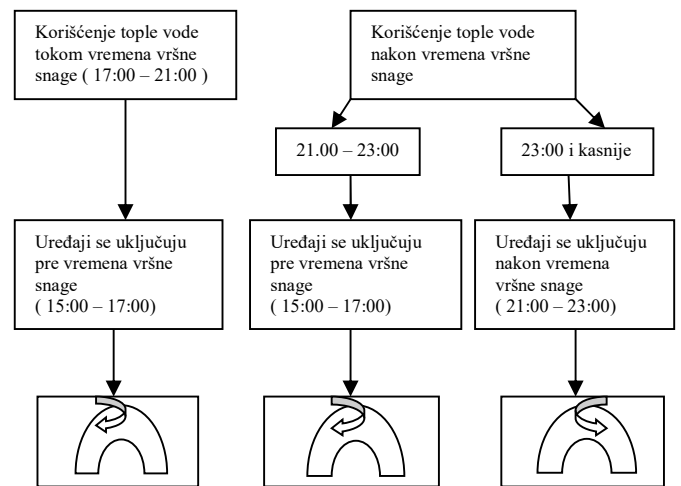 Korišćenje tople vode
tokom vremena vršne
snage ( 17:00 – 21:00 )
Korišćenje tople vode
nakon vremena vršne
snage
21.00 – 23:00
23:00 i kasnije
Uređaji se uključuju
pre vremena vršne
snage
( 15:00 – 17:00)
Uređaji se uključuju
pre vremena vršne
snage
( 15:00 – 17:00)
Uređaji se uključuju
nakon vremena
vršne snage
( 21:00 – 23:00)